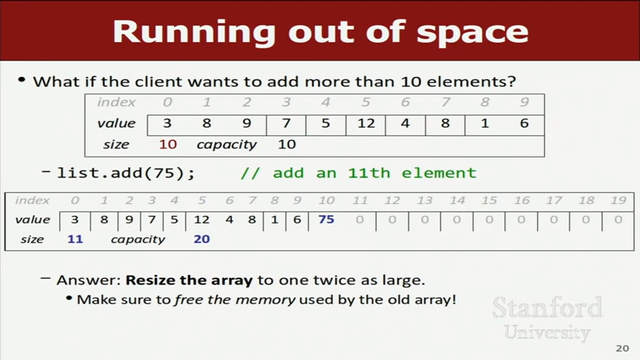 Running out of space
• What if the client wants to add more than 10 elements?
index 0 1 2 3 4 5 6 7 8 9
value 3 8 9 7 5 12 4 8 1 6
size 10 capacity 10
– list.add(75); // add an 11th element
index 0 1 2 3 4 5 6 7 8 9 10 11 12 13 14 15 16 17 18 19
value 3 8 9 7 5 12 4 8 1 6 75 0 0 0 0 0 0 0 0 0
size 11 capacity 20
– Answer: Resize the array to one twice as large.
• Make sure to free the memory used by the old array!
Stanford
University
20